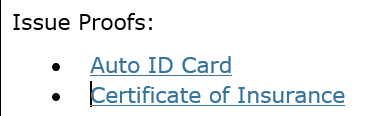 Issue Proofs:
• Auto ID Card
• Certificate of Insurance